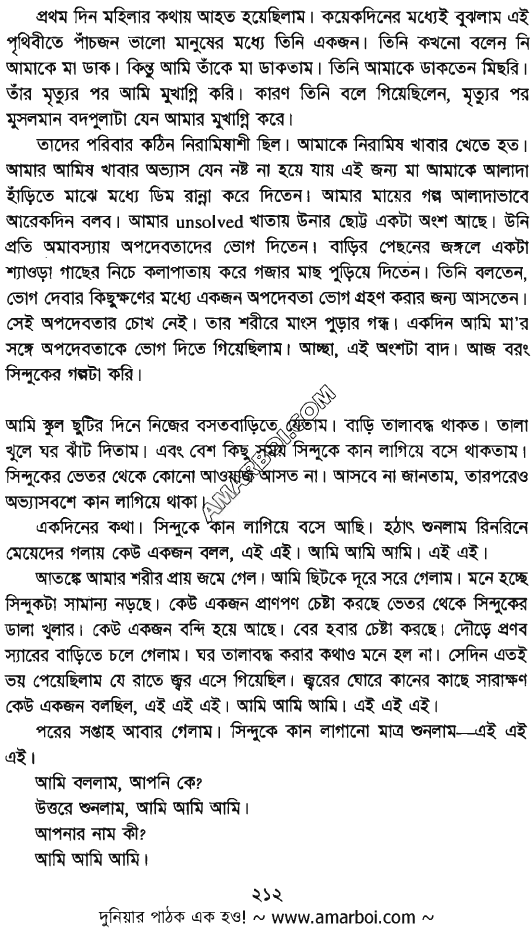 প্রথম দিন মহিলার কথায় আহত হয়েছিলাম। কয়েকদিনের মধ্যেই বুঝলাম এই
পৃথিবীতে পাঁচজন ভালো মানুষের মধ্যে তিনি একজন। তিনি কখনো বলেন নি
আমাকে মা ডাক। কিন্তু আমি তাঁকে মা ডাকতাম। তিনি আমাকে ডাকতেন মিছরি।
তাঁর মৃত্যুর পর আমি মুখাগ্নি করি। কারণ তিনি বলে গিয়েছিলেন, মৃত্যুর পর
মুসলমান বদপুলাটা যেন আমার মুখাগ্নি করে।
তাদের পরিবার কঠিন নিরামিষাশী ছিল। আমাকে নিরামিষ খাবার খেতে হত।
আমার আমিষ খাবার অভ্যাস যেন নষ্ট না হয়ে যায় এই জন্য মা আমাকে আলাদা
হাঁড়িতে মাঝে মধ্যে ডিম রান্না করে দিতেন। আমার মায়ের গল্প আলাদাভাবে
আরেকদিন বলব। আমার unsolved খাতায় উনার ছোট্ট একটা অংশ আছে। উনি
প্রতি অমাবস্যায় অপদেবতাদের ভোগ দিতেন। বাড়ির পেছনের জঙ্গলে একটা
শ্যাওড়া গাছের নিচে কলাপাতায় করে গজার মাছ পুড়িয়ে দিতেন। তিনি বলতেন,
ভোগ দেবার কিছুক্ষণের মধ্যে একজন অপদেবতা ভোগ গ্রহণ করার জন্য আসতেন।
সেই অপদেবতার চোখ নেই। তার শরীরে মাংস পুড়ার গন্ধ। একদিন আমি মা'র
সঙ্গে অপদেবতাকে ভোগ দিতে গিয়েছিলাম। আচ্ছা, এই অংশটা বাদ। আজ বরং
সিন্দুকের গল্পটা করি।
আমি স্কুল ছুটির দিনে নিজের বসতবাড়িতে যেতাম। বাড়ি তালাবদ্ধ থাকত। তালা
খুলে ঘর ঝাঁট দিতাম। এবং বেশ কিছু সময় সিন্দুকে কান লাগিয়ে বসে থাকতাম।
সিন্দুকের ভেতর থেকে কোনো আওয়াজ আসত না। আসবে না জানতাম, তারপরেও
অভ্যাসবশে কান লাগিয়ে থাকা।
AMARBOI.COM
একদিনের কথা। সিন্দুকে কান লাগিয়ে বসে আছি। হঠাৎ শুনলাম রিনরিনে
মেয়েদের গলায় কেউ একজন বলল, এই এই। আমি আমি আমি। এই এই।
আতঙ্কে আমার শরীর প্রায় জমে গেল। আমি ছিটকে দূরে সরে গেলাম। মনে হচ্ছে
সিন্দুকটা সামান্য নড়ছে। কেউ একজন প্রাণপণ চেষ্টা করছে ভেতর থেকে সিন্দুকের
ডালা খুলার। কেউ একজন বন্দি হয়ে আছে। বের হবার চেষ্টা করছে। দৌড়ে প্রণব
স্যারের বাড়িতে চলে গেলাম। ঘর তালাবদ্ধ করার কথাও মনে হল না। সেদিন এতই
ভয় পেয়েছিলাম যে রাতে জ্বর এসে গিয়েছিল। জ্বরের ঘোরে কানের কাছে সারাক্ষণ
কেউ একজন বলছিল, এই এই এই। আমি আমি আমি। এই এই এই।
পরের সপ্তাহ আবার গেলাম। সিন্দুকে কান লাগানো মাত্র শুনলাম—এই এই
এই।
আমি বললাম, আপনি কে?
উত্তরে শুনলাম, আমি আমি আমি।
আপনার নাম কী?
আমি আমি আমি।
২১২
দুনিয়ার পাঠক এক হও! ~ www.amarboi.com ~